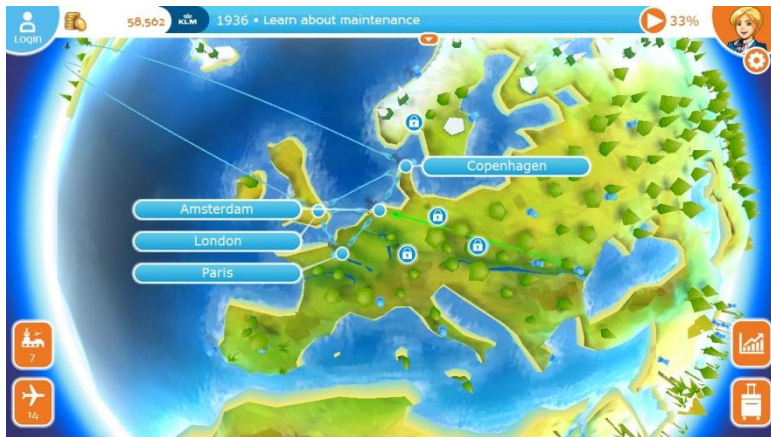 58,562
KLM
1936 • Learn about maintenance
33%
Login
Copenhagen
Amsterdam
London
Paris
7
14